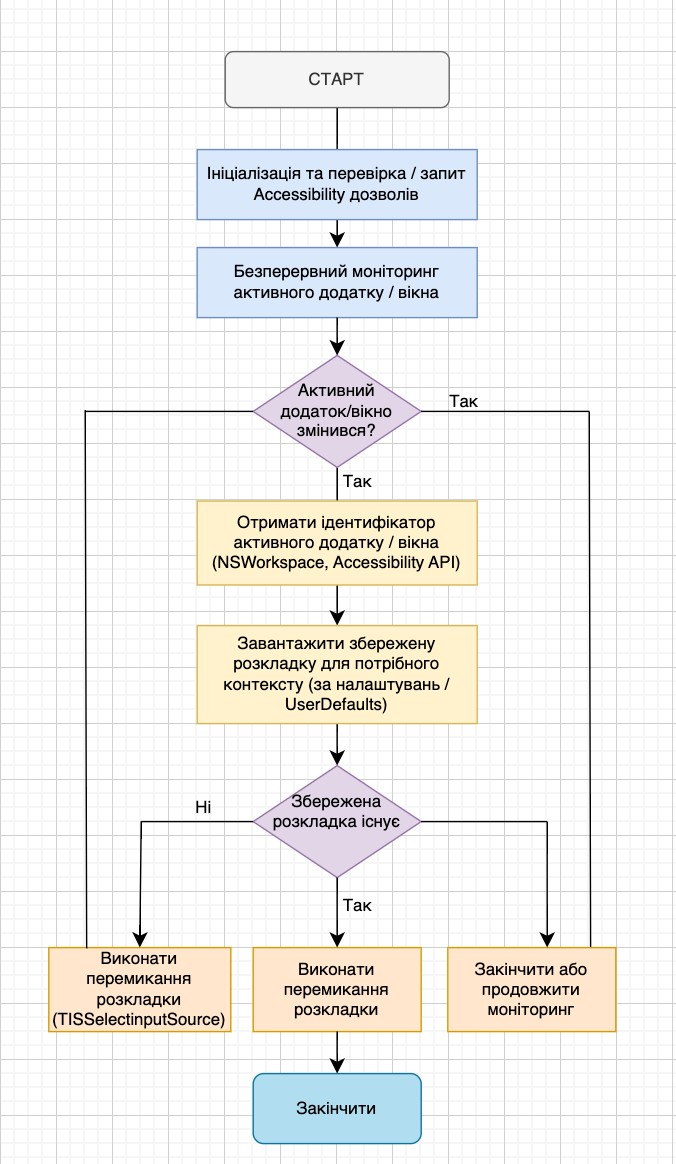 СТАРТ
Ініціалізація та перевірка / запит
Accessibility дозволів
Безперервний моніторинг
активного додатку / вікна
Активний
додаток/вікно
змінився?
Так
Так
Отримати ідентифікатор
активного додатку / вікна
(NSWorkspace, Accessibility API)
Завантажити збережену
розкладку для потрібного
контексту (за налаштувань /
UserDefaults)
Збережена
розкладка існує
Ні
Так
Виконати
перемикання
розкладки
(TISSelectinputSource)
Виконати
перемикання
розкладки
Закінчити або
продовжити
моніторинг
Закінчити